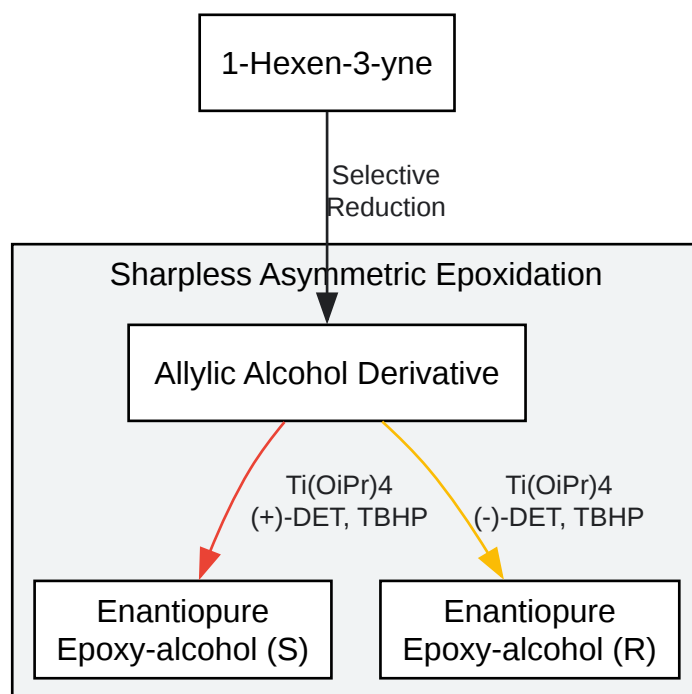 1-Hexen-3-yne
Selective
Reduction
Sharpless Asymmetric Epoxidation
Allylic Alcohol Derivative
Ti(OiPr)4
(+)-DET, TBHP
Ti(OiPr)4
(-)-DET, TBHP
Enantiopure
Epoxy-alcohol (S)
Enantiopure
Epoxy-alcohol (R)